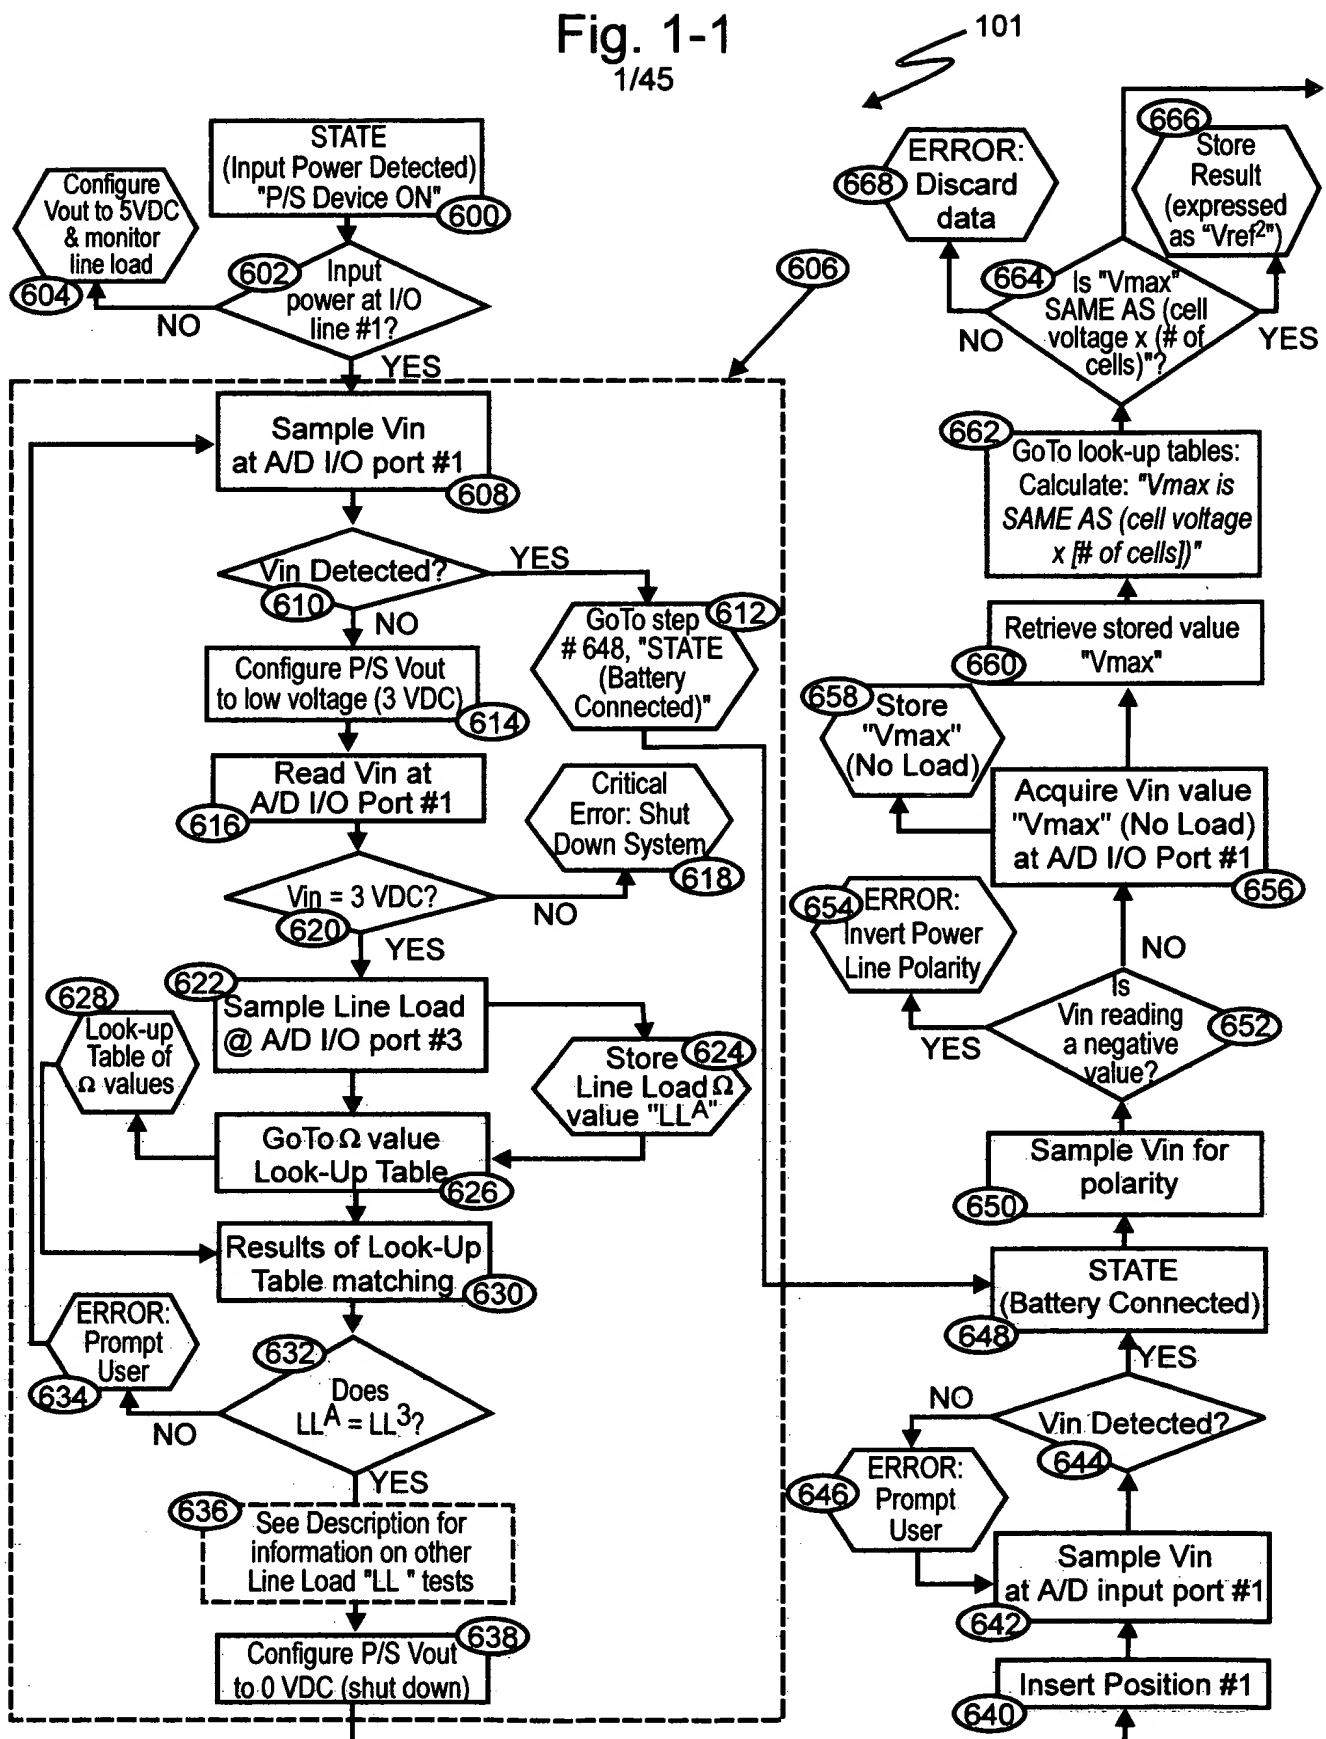 Fig. 1-1
1/45
101
STATE
(Input Power Detected)
"P/S Device ON"
600
Configure
Vout to 5VDC
& monitor
line load
604
602
Input
power at I/O
line #1?
NO
YES
606
Sample Vin
at A/D I/O port #1
608
Vin Detected?
610
YES
NO
612
GoTo step
# 648, "STATE
(Battery
Connected)"
Configure P/S Vout
to low voltage (3 VDC)
614
Read Vin at
A/D I/O Port #1
616
Critical
Error: Shut
Down System
618
Vin = 3 VDC?
620
NO
YES
622
Sample Line Load
@ A/D I/O port #3
628
Look-up
Table of
Ω values
624
Store
Line Load Ω
value "LLᴬ"
GoTo Ω value
Look-Up Table
626
Results of Look-Up
Table matching
630
ERROR:
Prompt
User
634
632
Does
LLᴬ = LL³?
NO
YES
636
See Description for
information on other
Line Load "LL " tests
638
Configure P/S Vout
to 0 VDC (shut down)
666
Store
Result
(expressed
as "Vref²")
ERROR:
Discard
data
668
664
Is "Vmax"
SAME AS (cell
voltage x (# of
cells)"?
NO
YES
662
GoTo look-up tables:
Calculate: "Vmax is
SAME AS (cell voltage
x [# of cells])"
Retrieve stored value
"Vmax"
660
658
Store
"Vmax"
(No Load)
Acquire Vin value
"Vmax" (No Load)
at A/D I/O Port #1
656
654
ERROR:
Invert Power
Line Polarity
NO
Is
Vin reading
a negative
value?
652
YES
Sample Vin for
polarity
650
STATE
(Battery Connected)
648
YES
NO
Vin Detected?
644
ERROR:
Prompt
User
646
Sample Vin
at A/D input port #1
642
Insert Position #1
640